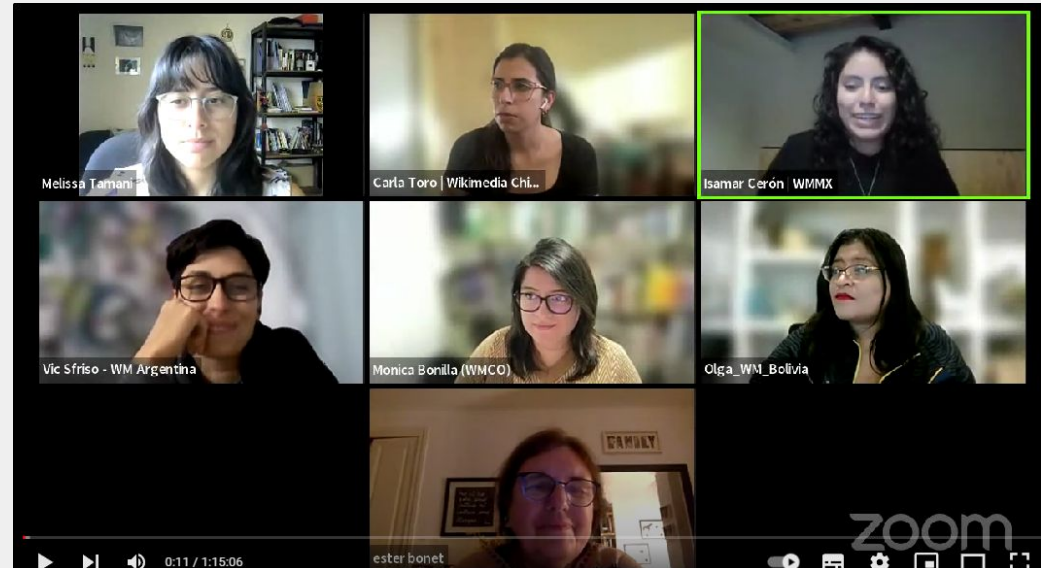 Melissa Tamani
Carla Toro | Wikimedia Chi...
Isamar Cerón | WMMX
Vic Sfriso - WM Argentina
Monica Bonilla (WMCO)
Olga_WM_Bolivia
FAMILY
zoom
ester bonet
0:11 / 1:15:06